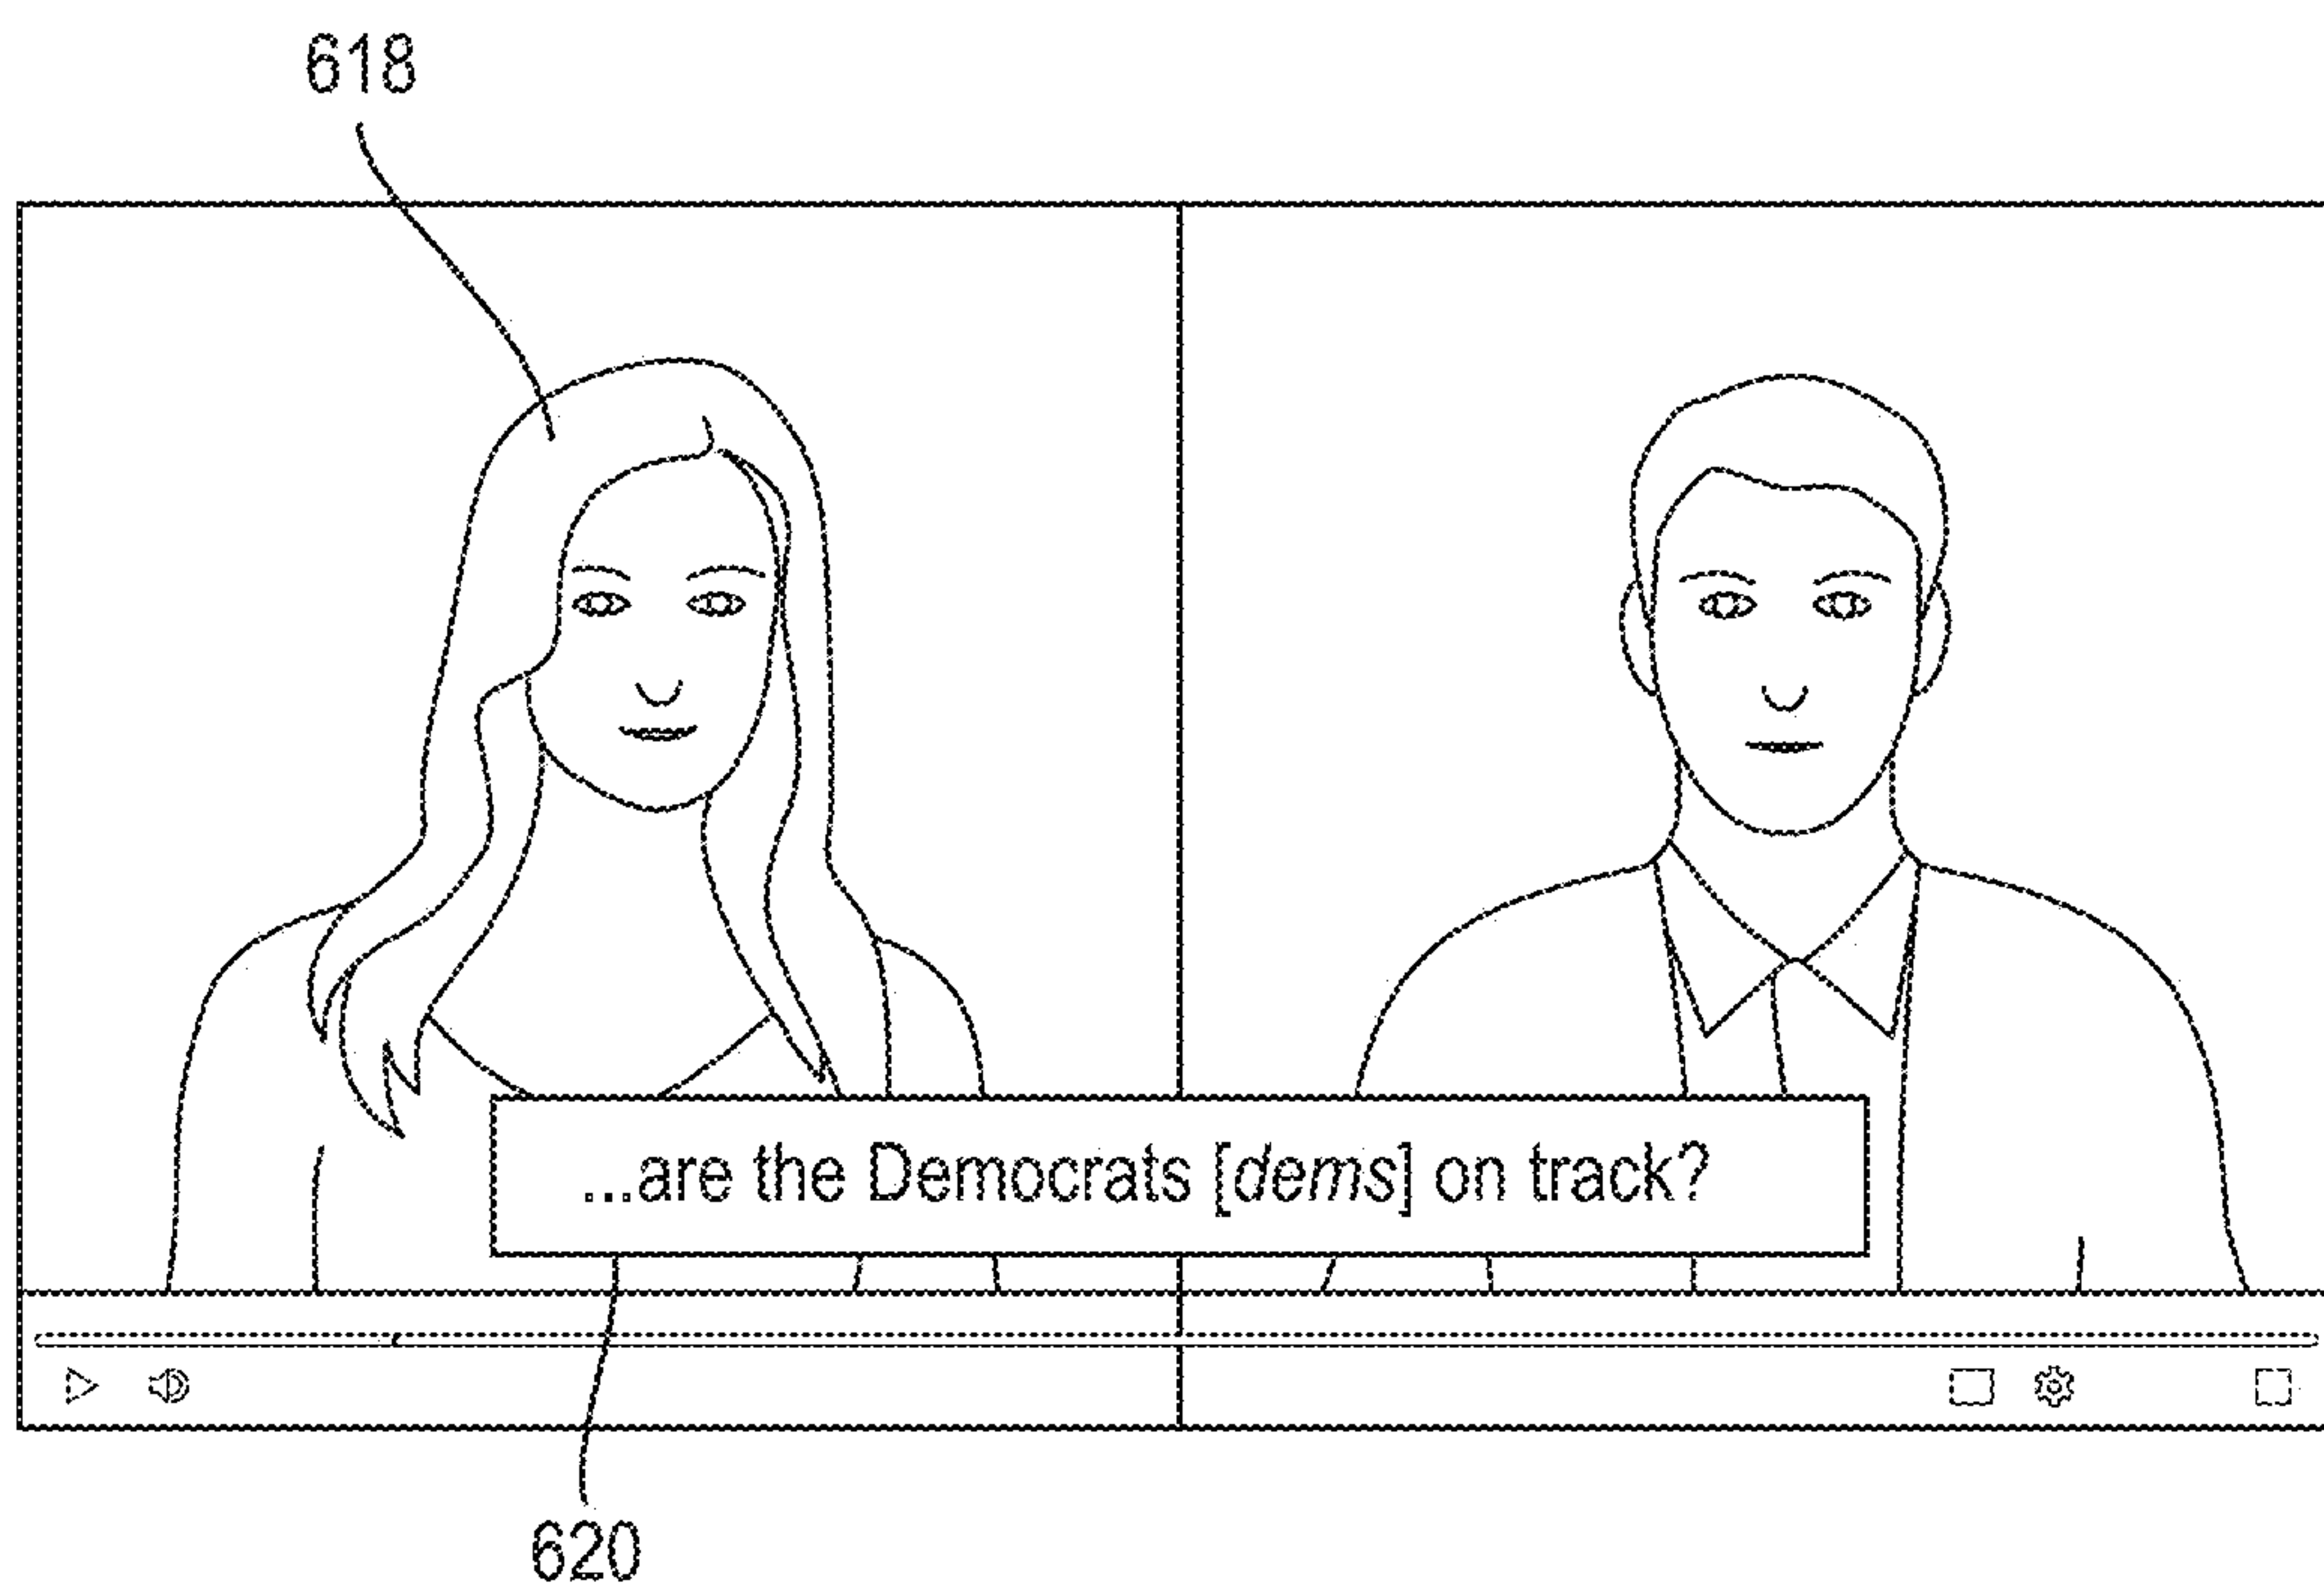 618
...are the Democrats [dems] on track?
620